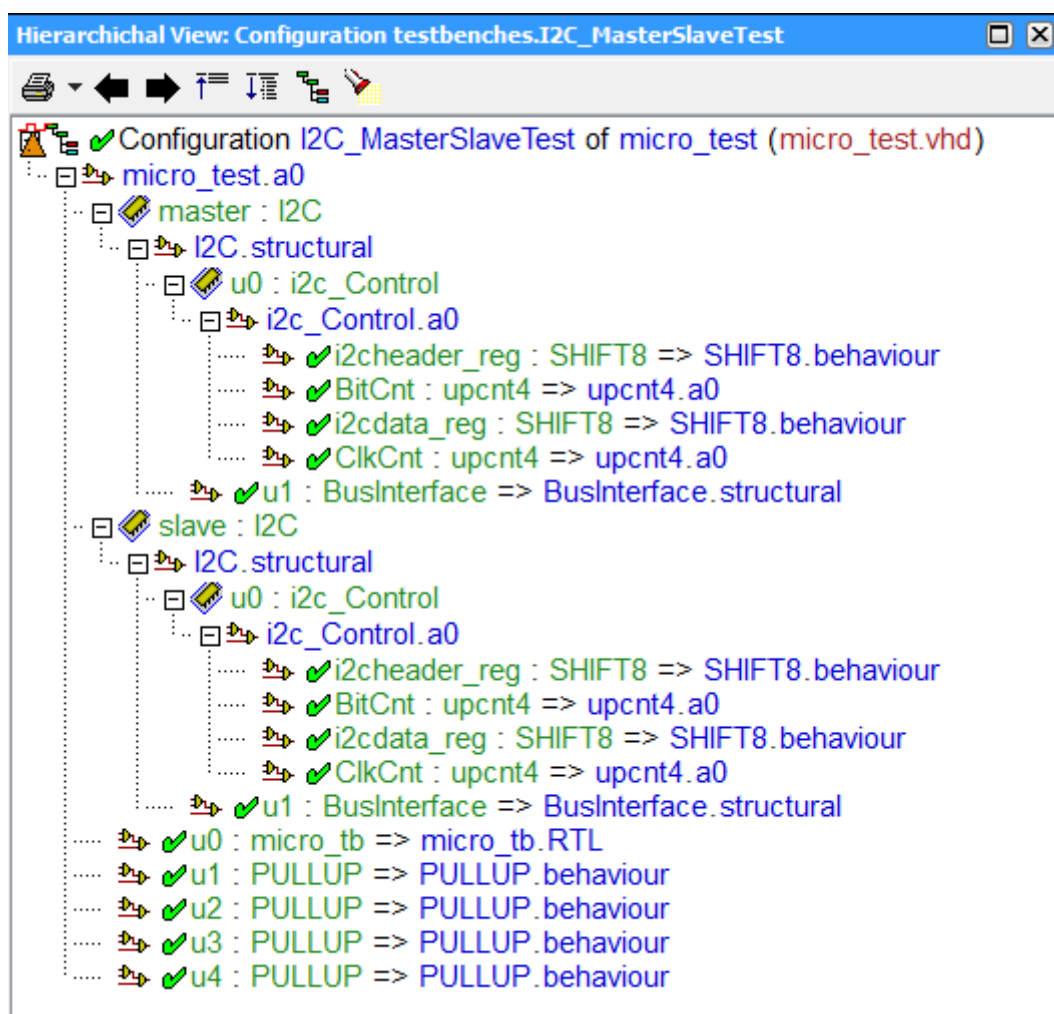 Hierarchichal View: Configuration testbenches.I2C_MasterSlaveTest
Configuration I2C_MasterSlaveTest of micro_test (micro_test.vhd)
micro_test.a0
master : I2C
I2C.structural
u0 : i2c_Control
i2c_Control.a0
i2cheader_reg : SHIFT8 => SHIFT8.behaviour
BitCnt : upcnt4 => upcnt4.a0
i2cdata_reg : SHIFT8 => SHIFT8.behaviour
ClkCnt : upcnt4 => upcnt4.a0
u1 : BusInterface => BusInterface.structural
slave : I2C
I2C.structural
u0 : i2c_Control
i2c_Control.a0
i2cheader_reg : SHIFT8 => SHIFT8.behaviour
BitCnt : upcnt4 => upcnt4.a0
i2cdata_reg : SHIFT8 => SHIFT8.behaviour
ClkCnt : upcnt4 => upcnt4.a0
u1 : BusInterface => BusInterface.structural
u0 : micro_tb => micro_tb.RTL
u1 : PULLUP => PULLUP.behaviour
u2 : PULLUP => PULLUP.behaviour
u3 : PULLUP => PULLUP.behaviour
u4 : PULLUP => PULLUP.behaviour